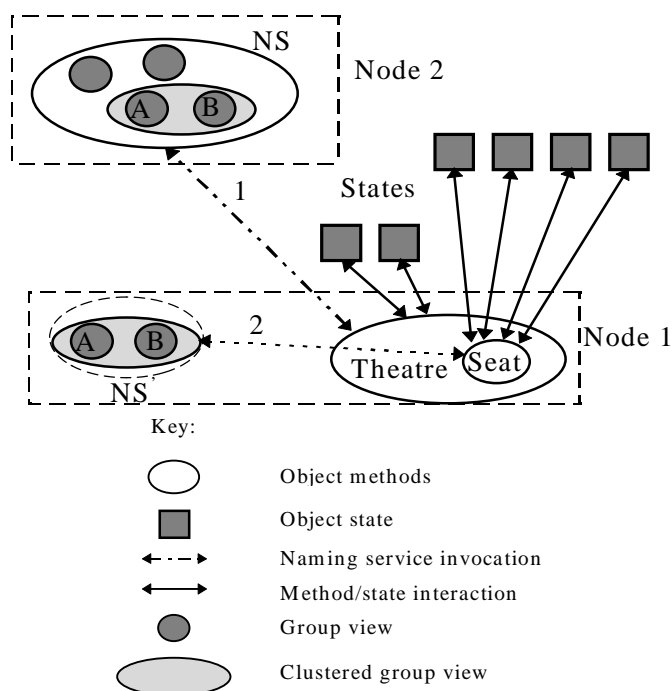 NS
Node 2
A B
1
States
2
A B
Node 1
Theatre
Seat
NS'
Key:
Object methods
Object state
Naming service invocation
Method/state interaction
Group view
Clustered group view